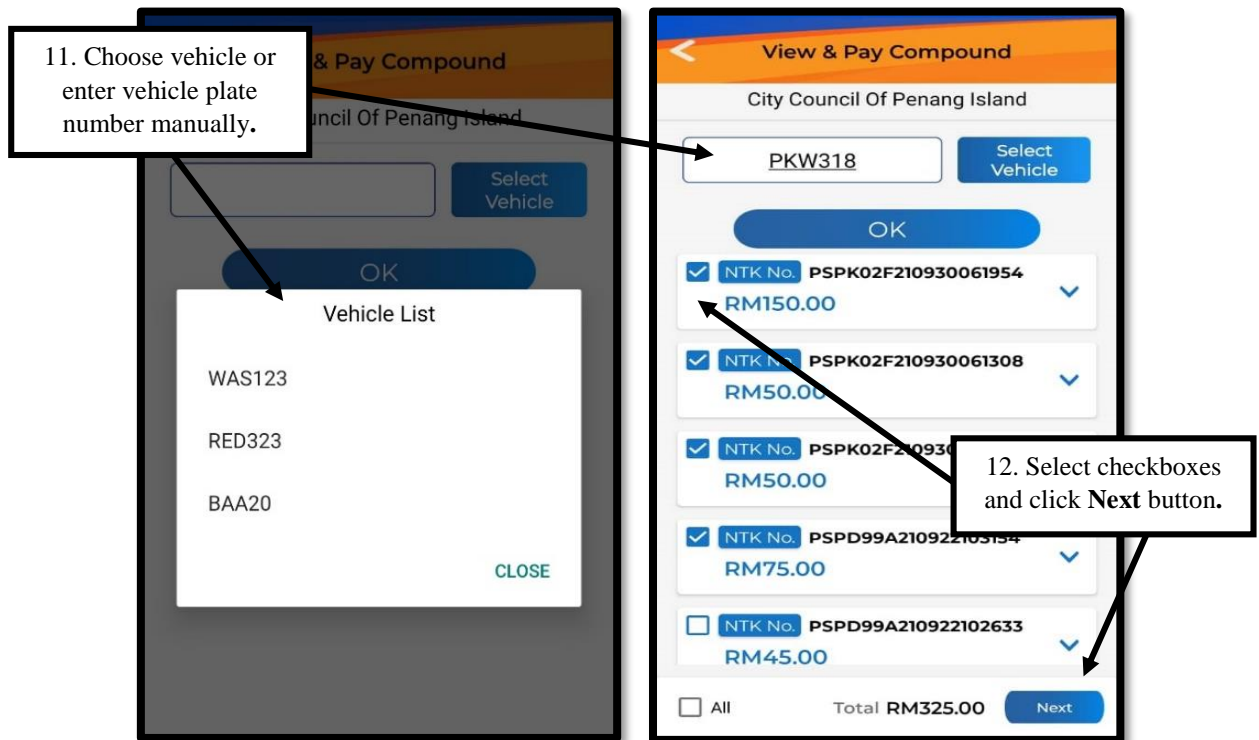 11. Choose vehicle or
enter vehicle plate
number manually.
& Pay Compound
uncil Of Penang Island
Select
Vehicle
OK
Vehicle List
WAS123
RED323
BAA20
CLOSE
View & Pay Compound
City Council Of Penang Island
PKW318
Select
Vehicle
OK
NTK No. PSPK02F210930061954
RM150.00
NTK No. PSPK02F210930061308
RM50.00
NTK No. PSPK02F210930
RM50.00
12. Select checkboxes
and click Next button.
NTK No. PSPD99A210922103154
RM75.00
NTK No. PSPD99A210922102633
RM45.00
All Total RM325.00 Next